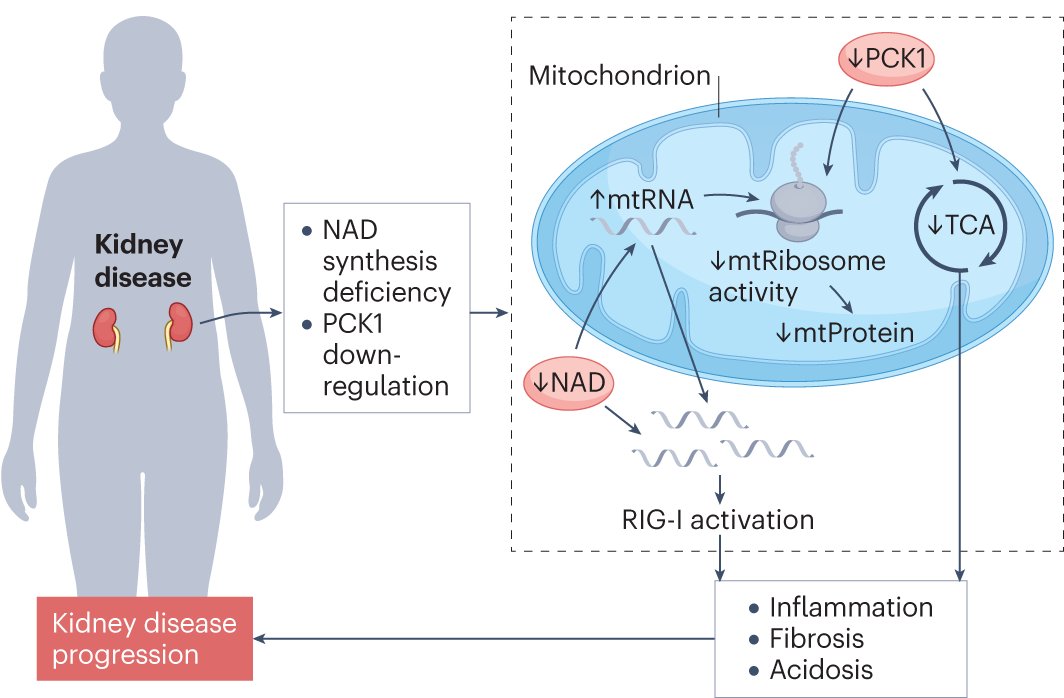 Kidney
disease
• NAD
synthesis
deficiency
• PCK1
down-
regulation
Mitochondrion
↓PCK1
↑mtRNA
↓TCA
↓mtRibosome
activity
↓mtProtein
↓NAD
RIG-I activation
• Inflammation
• Fibrosis
• Acidosis
Kidney disease
progression